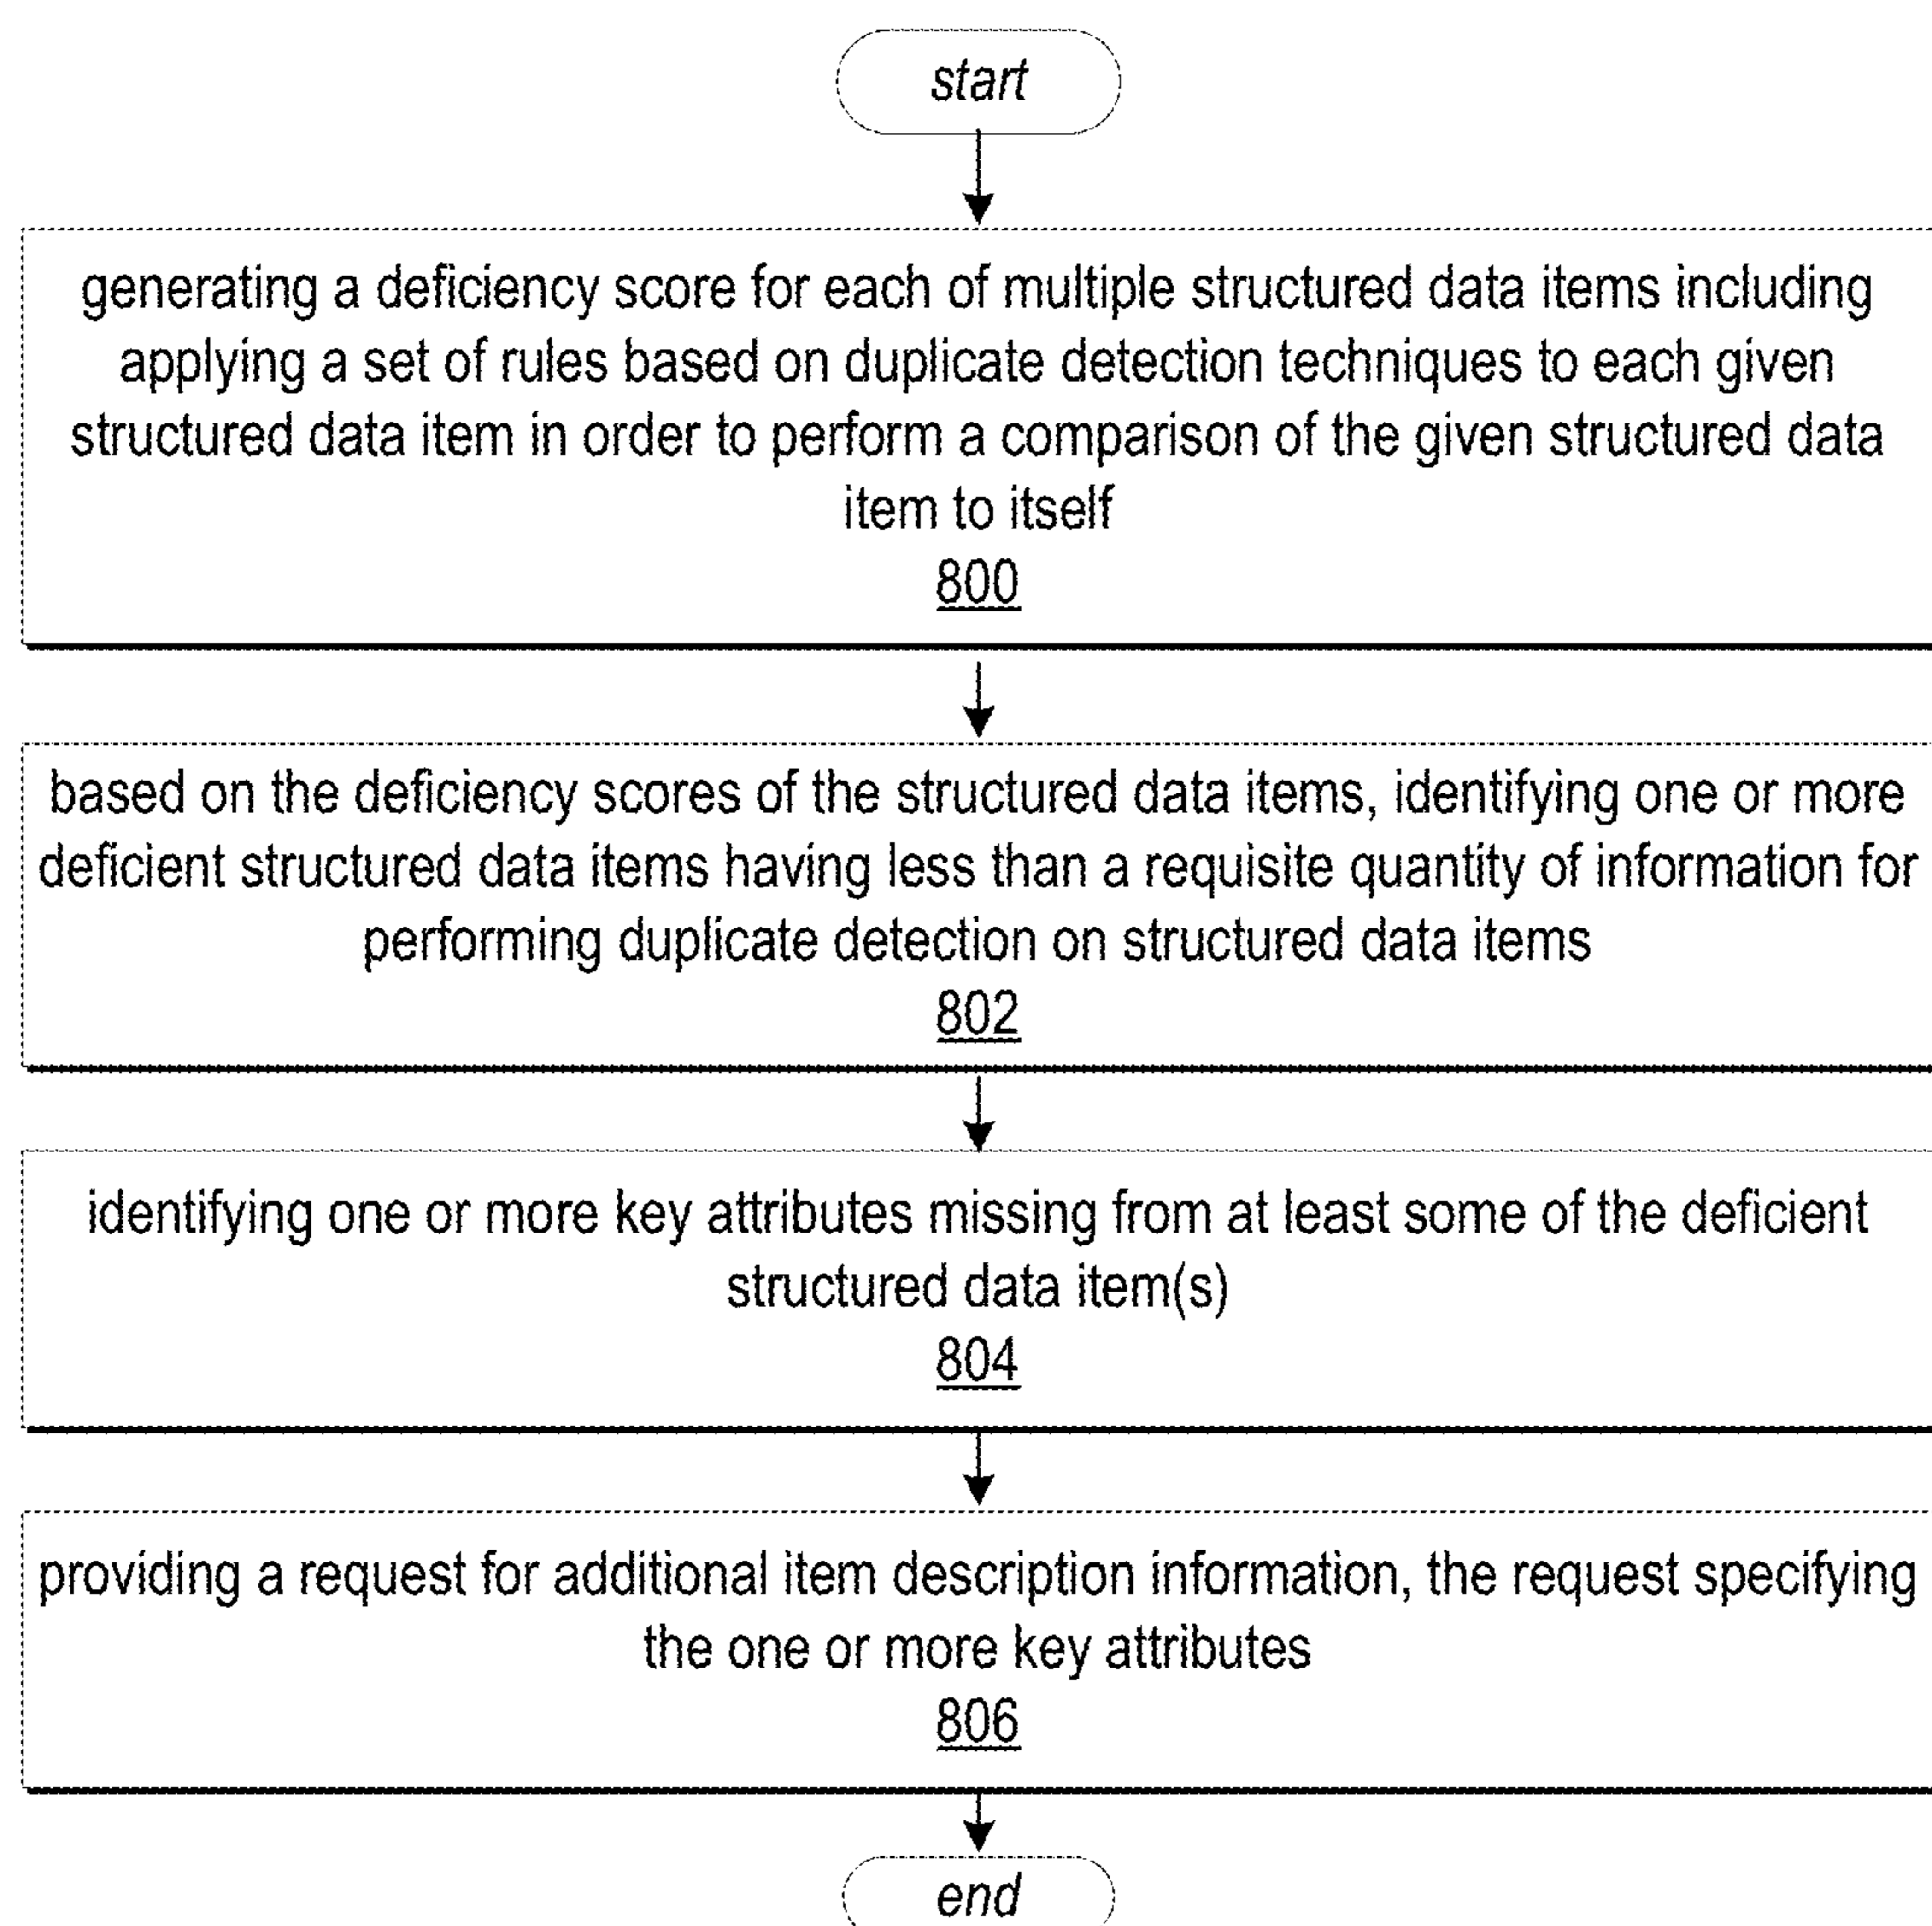 start
generating a deficiency score for each of multiple structured data items including
applying a set of rules based on duplicate detection techniques to each given
structured data item in order to perform a comparison of the given structured data
item to itself
800
based on the deficiency scores of the structured data items, identifying one or more
deficient structured data items having less than a requisite quantity of information for
performing duplicate detection on structured data items
802
identifying one or more key attributes missing from at least some of the deficient
structured data item(s)
804
providing a request for additional item description information, the request specifying
the one or more key attributes
806
end